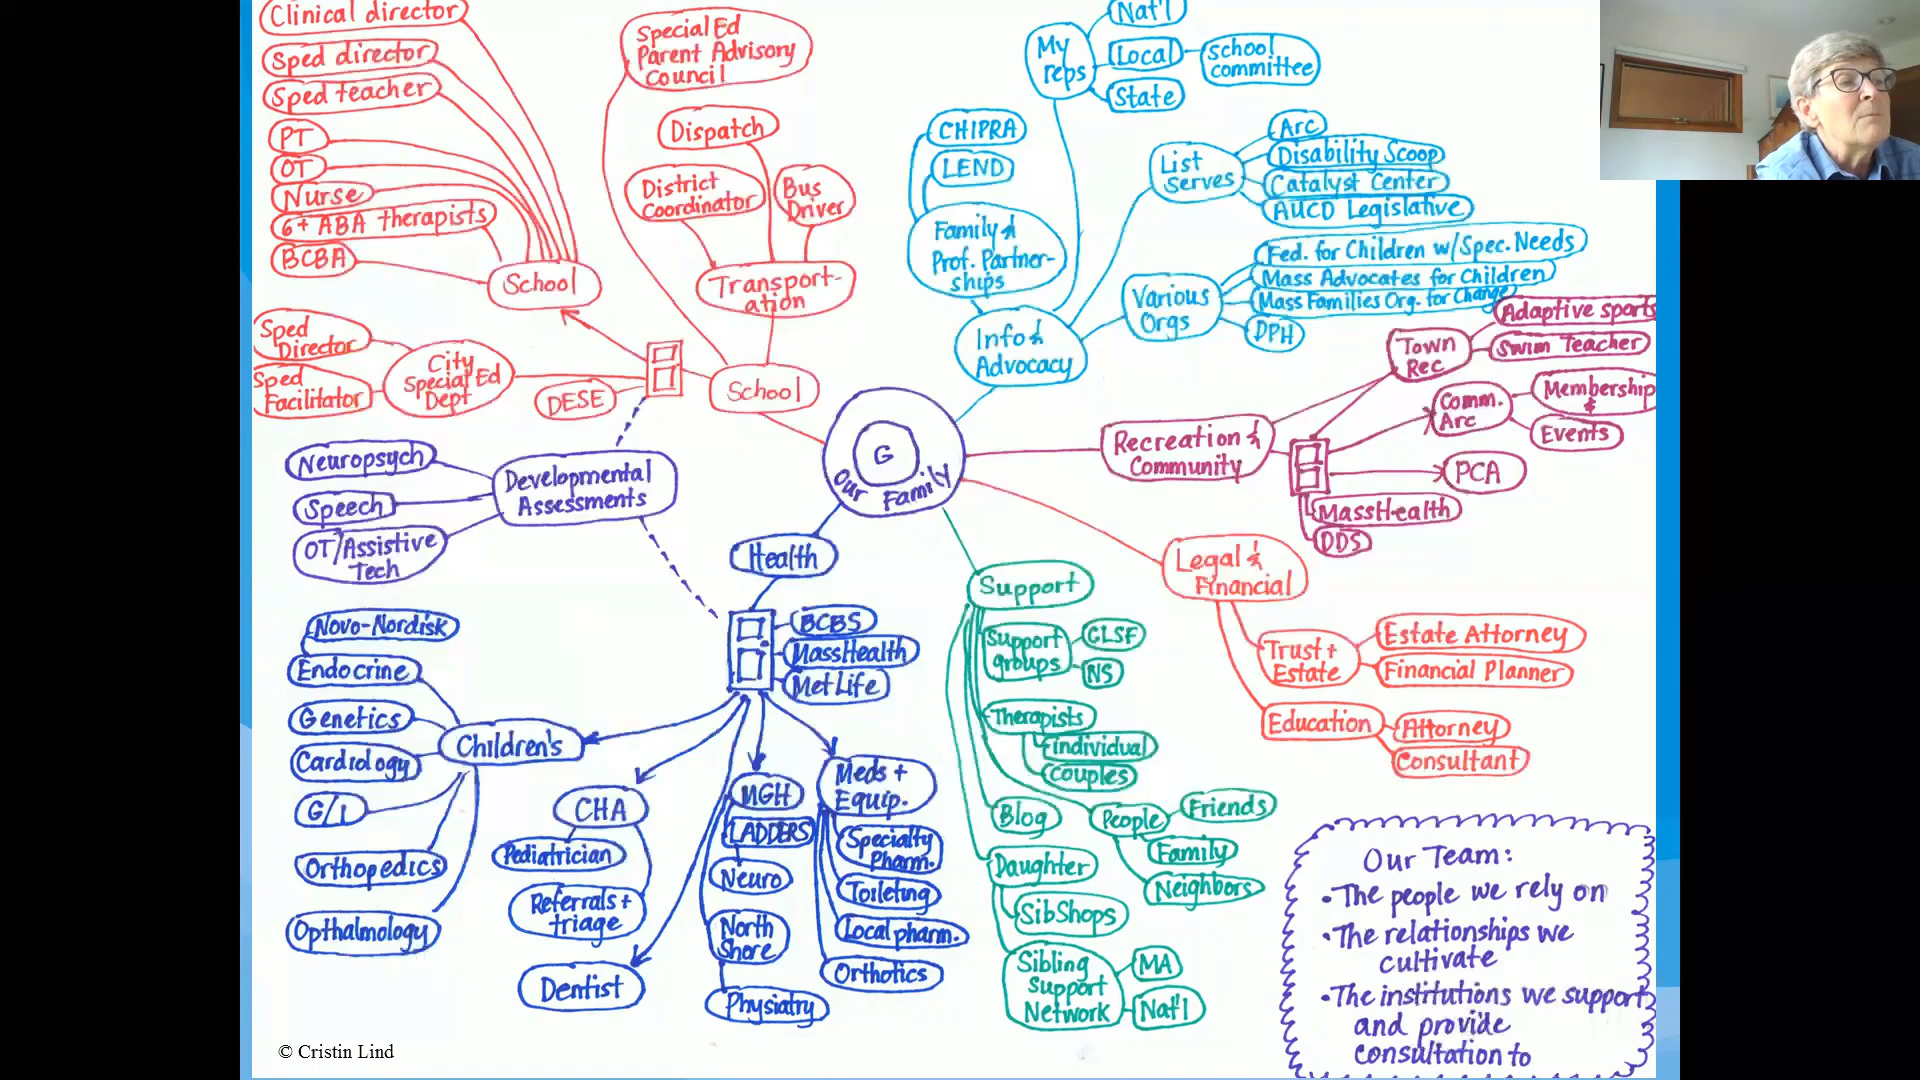 Clinical director
Sped director
Sped teacher
PT
OT
Nurse
6+ ABA therapists
BCBA
School
Special Ed
Parent Advisory
Council
Dispatch
District
Coordinator
Bus
Driver
Transport-
ation
Sped
Director
Sped
Facilitator
City
Special Ed
Dept
DESE
School
My
reps
Nat'l
Local
School
committee
State
CHIPRA
LEND
Family &
Prof. Partner-
ships
List
Serves
Arc
Disability Scoop
Catalyst Center
AUCD Legislative
Various
Orgs
Fed. for Children w/Spec. Needs
Mass Advocates for Children
Mass Families Org. for Change
DPH
Info &
Advocacy
Town
Rec
Adaptive sports
Swim Teacher
Comm.
Arc
Membership
&
Events
Recreation &
Community
PCA
MassHealth
DDS
G
Our Family
Neuropsych
Speech
OT/Assistive
Tech
Developmental
Assessments
Health
BCBS
MassHealth
MetLife
Novo-Nordisk
Endocrine
Genetics
Cardiology
G/I
Orthopedics
Opthalmology
Children's
CHA
Pediatrician
Referrals +
triage
Dentist
MGH
LADDERS
Neuro
North
Shore
Physiatry
Meds +
Equip.
Specialty
Pharm.
Toileting
Local pharm.
Orthotics
Support
Support
groups
CLSF
NS
Therapists
individual
couples
Blog
People
Friends
Family
Neighbors
Daughter
SibShops
Sibling
Support
Network
MA
Nat'l
Legal &
Financial
Trust +
Estate
Estate Attorney
Financial Planner
Education
Attorney
Consultant
Our Team:
•The people we rely on
•The relationships we
cultivate
•The institutions we support
and provide
consultation to
© Cristin Lind